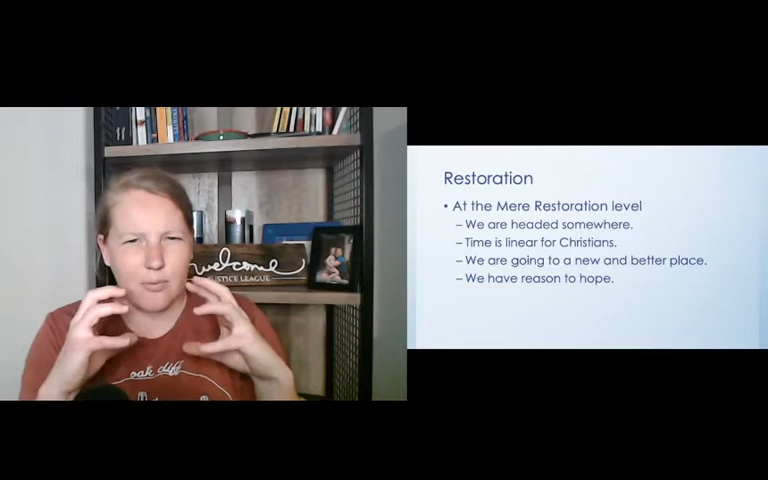 welcome
JUSTICE LEAGUE
oak cliff
Restoration
• At the Mere Restoration level
– We are headed somewhere.
– Time is linear for Christians.
– We are going to a new and better place.
– We have reason to hope.